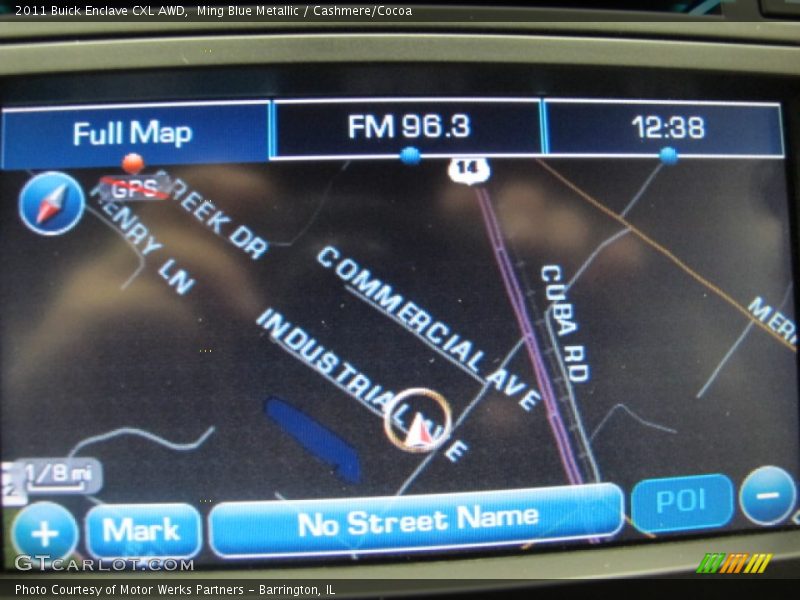 2011 Buick Enclave CXL AWD, Ming Blue Metallic / Cashmere/Cocoa
Full Map
FM 96.3
12:38
14
GPS
CREEK DR
HENRY LN
COMMERCIAL AVE
CUBA RD
INDUSTRIAL AVE
1/8 mi
Mark
No Street Name
POI
GTCARLOT.COM
Photo Courtesy of Motor Werks Partners - Barrington, IL